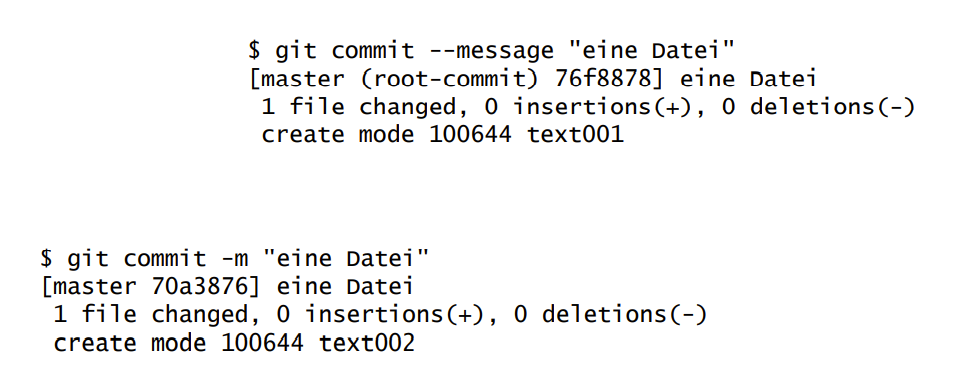 $ git commit --message "eine Datei"
[master (root-commit) 76f8878] eine Datei
 1 file changed, 0 insertions(+), 0 deletions(-)
 create mode 100644 text001
$ git commit -m "eine Datei"
[master 70a3876] eine Datei
 1 file changed, 0 insertions(+), 0 deletions(-)
 create mode 100644 text002